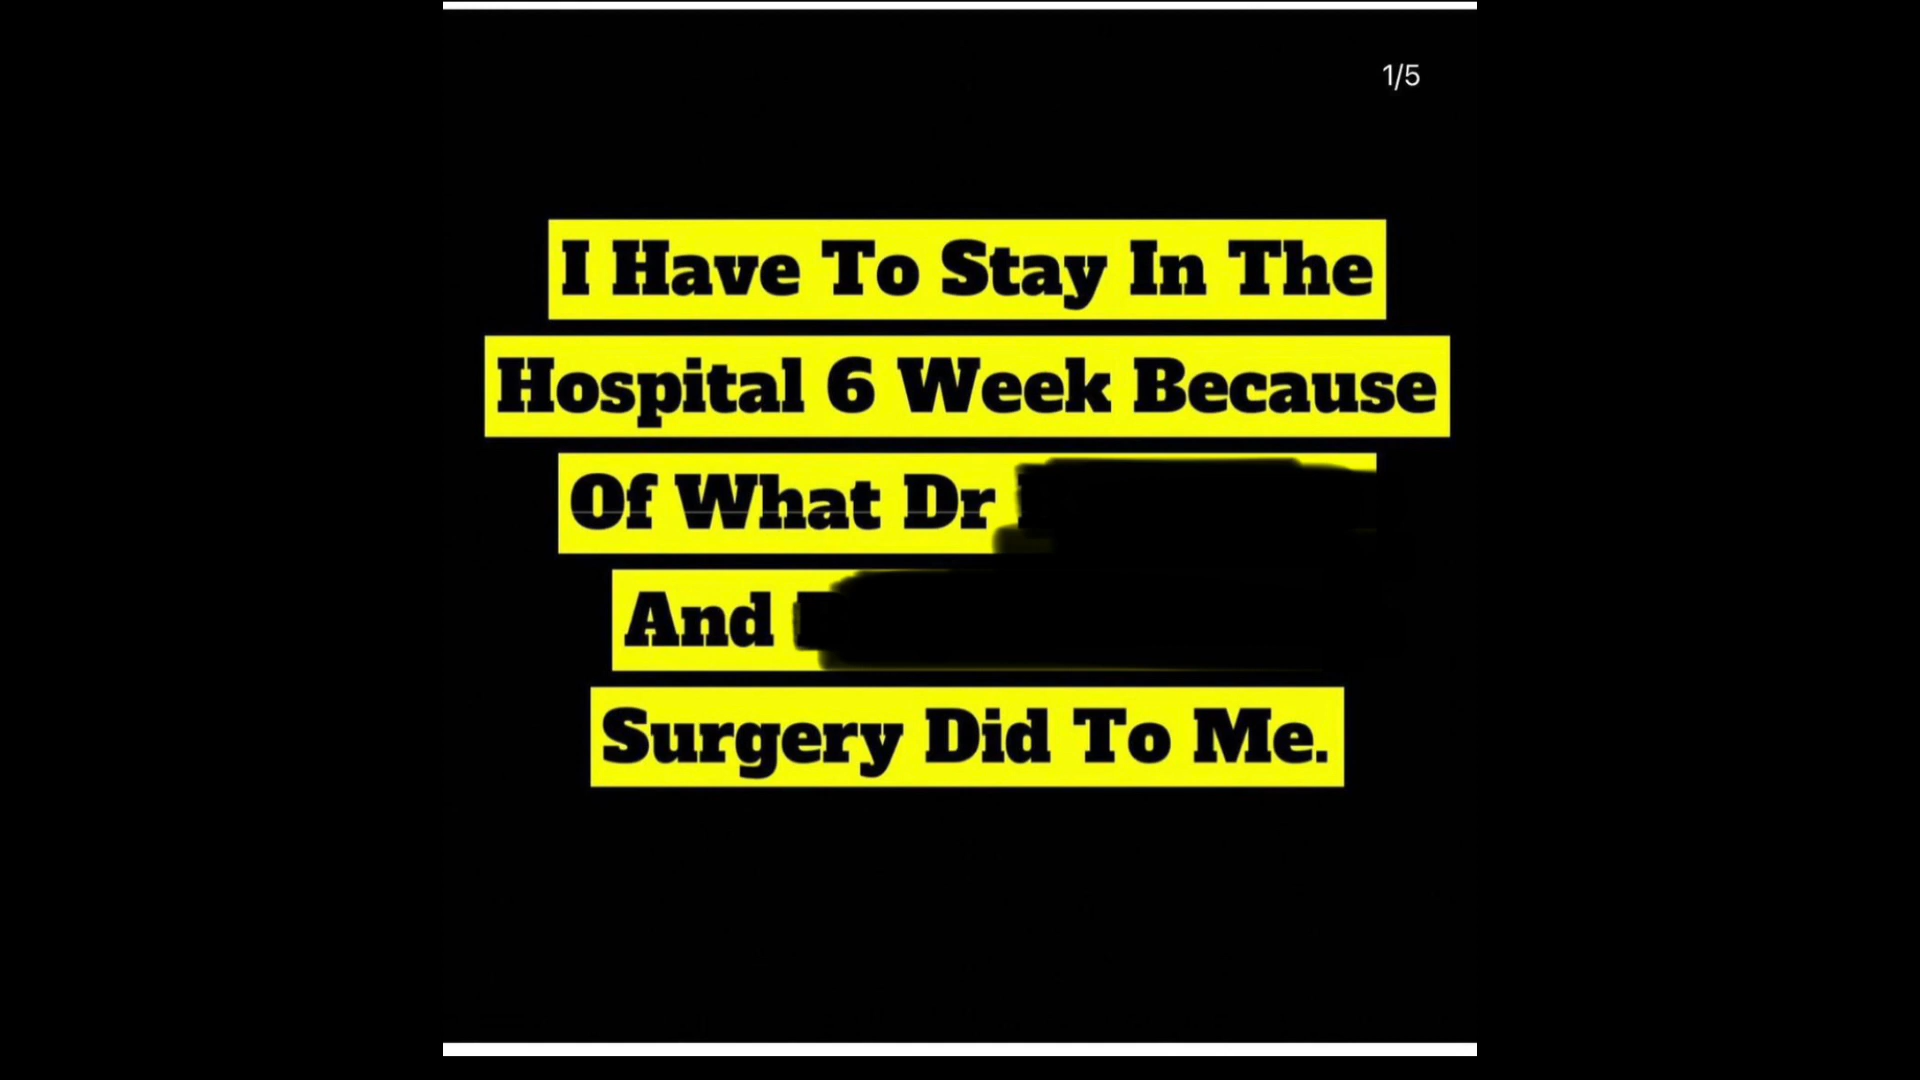 1/5
I Have To Stay In The
Hospital 6 Week Because
Of What Dr
And
Surgery Did To Me.